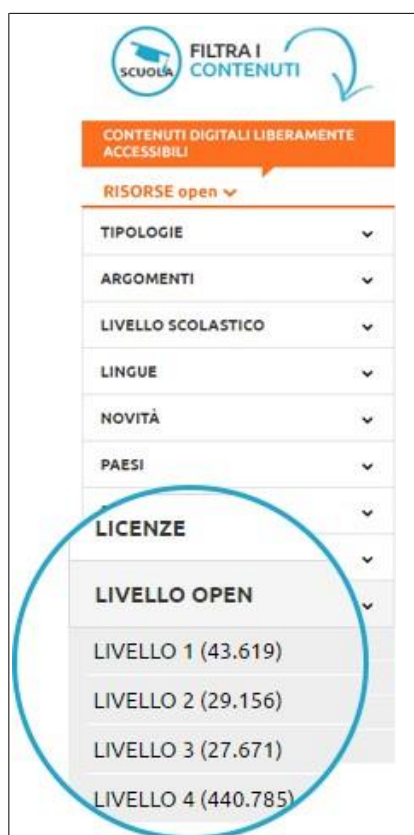 SCUOLA
FILTRA I
CONTENUTI
CONTENUTI DIGITALI LIBERAMENTE
ACCESSIBILI
RISORSE open
TIPOLOGIE
ARGOMENTI
LIVELLO SCOLASTICO
LINGUE
NOVITÀ
PAESI
LICENZE
LIVELLO OPEN
LIVELLO 1 (43.619)
LIVELLO 2 (29.156)
LIVELLO 3 (27.671)
LIVELLO 4 (440.785)